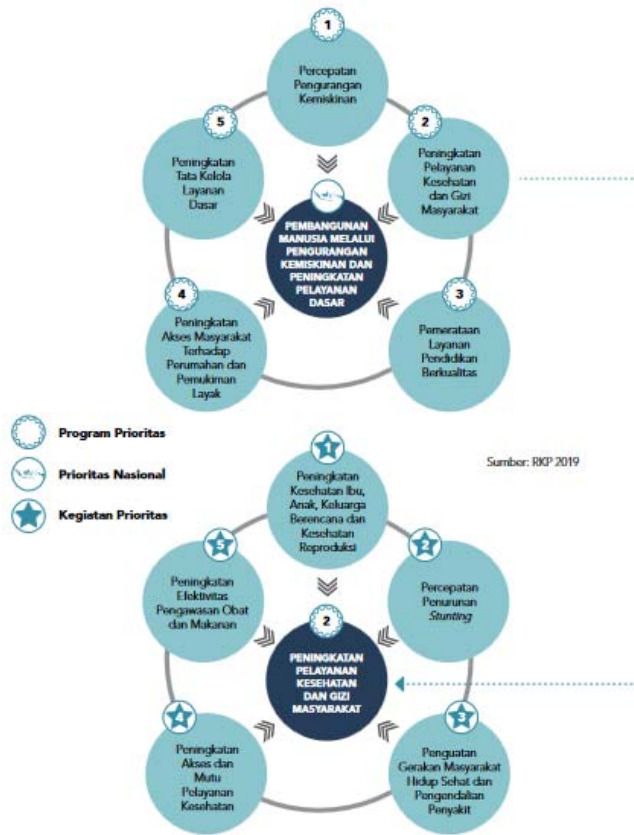 1
Percepatan
Pengurangan
Kemiskinan
5
Peningkatan
Tata Kelola
Layanan
Dasar
2
Peningkatan
Pelayanan
Kesehatan
dan Gizi
Masyarakat
PEMBANGUNAN
MANUSIA MELALUI
PENGURANGAN
KEMISKINAN DAN
PENINGKATAN
PELAYANAN
DASAR
4
Peningkatan
Akses Masyarakat
Terhadap
Perumahan dan
Pemukiman
Layak
3
Pemerataan
Layanan
Pendidikan
Berkualitas
Program Prioritas
Prioritas Nasional
Kegiatan Prioritas
Sumber: RKP 2019
1
Peningkatan
Kesehatan Ibu,
Anak, Keluarga
Berencana dan
Kesehatan
Reproduksi
5
Peningkatan
Efektivitas
Pengawasan Obat
dan Makanan
2
Percepatan
Penurunan
Stunting
2
PENINGKATAN
PELAYANAN
KESEHATAN
DAN GIZI
MASYARAKAT
4
Peningkatan
Akses dan
Mutu
Pelayanan
Kesehatan
3
Penguatan
Gerakan Masyarakat
Hidup Sehat dan
Pengendalian
Penyakit